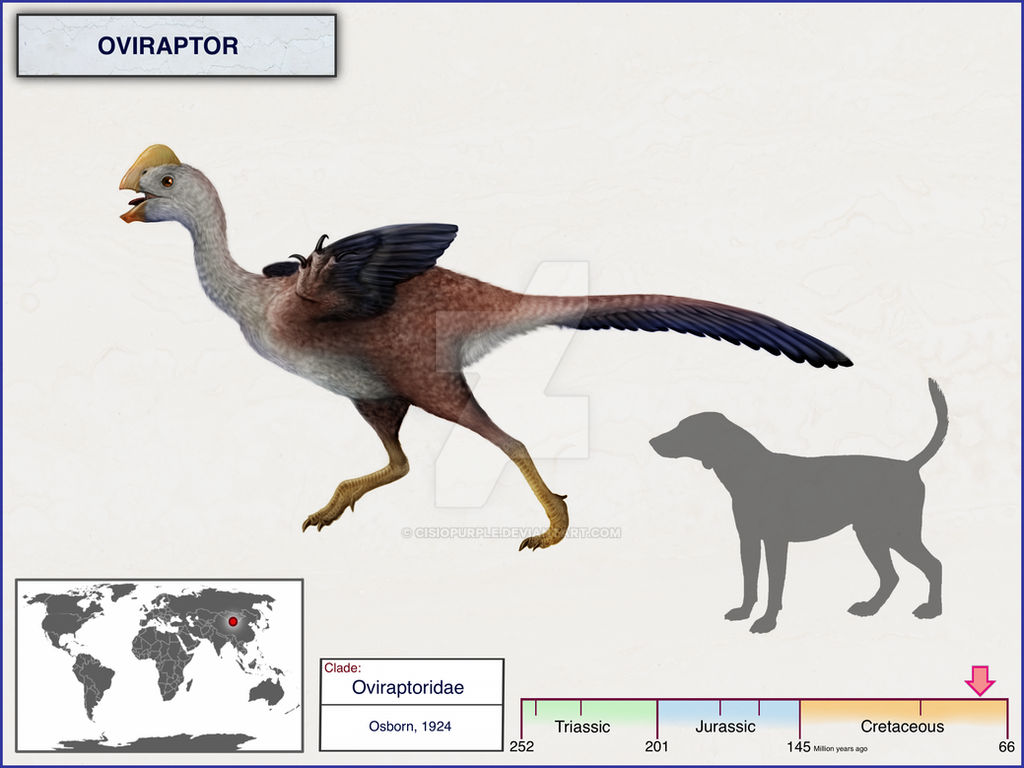 OVIRAPTOR
© CISIOPURPLE.DEVIANTART.COM
Clade:
Oviraptoridae
Osborn, 1924
Triassic
Jurassic
Cretaceous
252
201
145 Million years ago
66